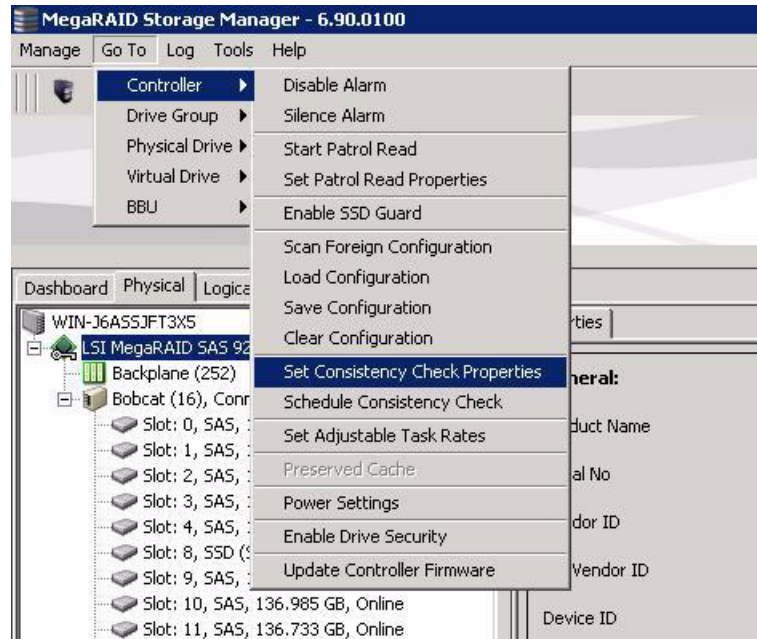 MegaRAID Storage Manager - 6.90.0100
Manage Go To Log Tools Help
Controller
Drive Group
Physical Drive
Virtual Drive
BBU
Disable Alarm
Silence Alarm
Start Patrol Read
Set Patrol Read Properties
Enable SSD Guard
Scan Foreign Configuration
Load Configuration
Save Configuration
Clear Configuration
Set Consistency Check Properties
Schedule Consistency Check
Set Adjustable Task Rates
Preserved Cache
Power Settings
Enable Drive Security
Update Controller Firmware
Dashboard Physical Logica
WIN-J6ASSJFT3X5
LSI MegaRAID SAS 92
Backplane (252)
Bobcat (16), Conr
Slot: 0, SAS,
Slot: 1, SAS,
Slot: 2, SAS,
Slot: 3, SAS,
Slot: 4, SAS,
Slot: 8, SSD (
Slot: 9, SAS,
Slot: 10, SAS, 136.985 GB, Online
Slot: 11, SAS, 136.733 GB, Online
rties
neral:
duct Name
al No
dor ID
Vendor ID
Device ID